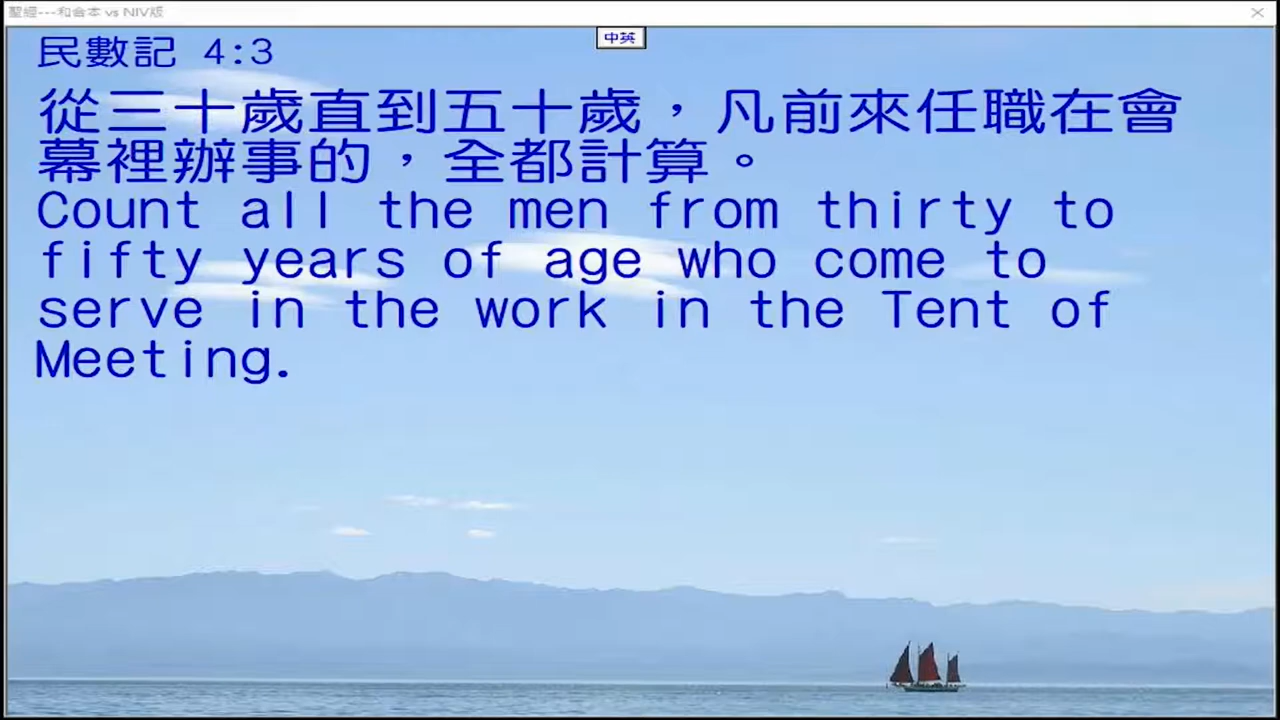 聖經---和合本 vs NIV版
中英
民數記 4:3
從三十歲直到五十歲，凡前來任職在會
幕裡辦事的，全都計算。
Count all the men from thirty to
fifty years of age who come to
serve in the work in the Tent of
Meeting.